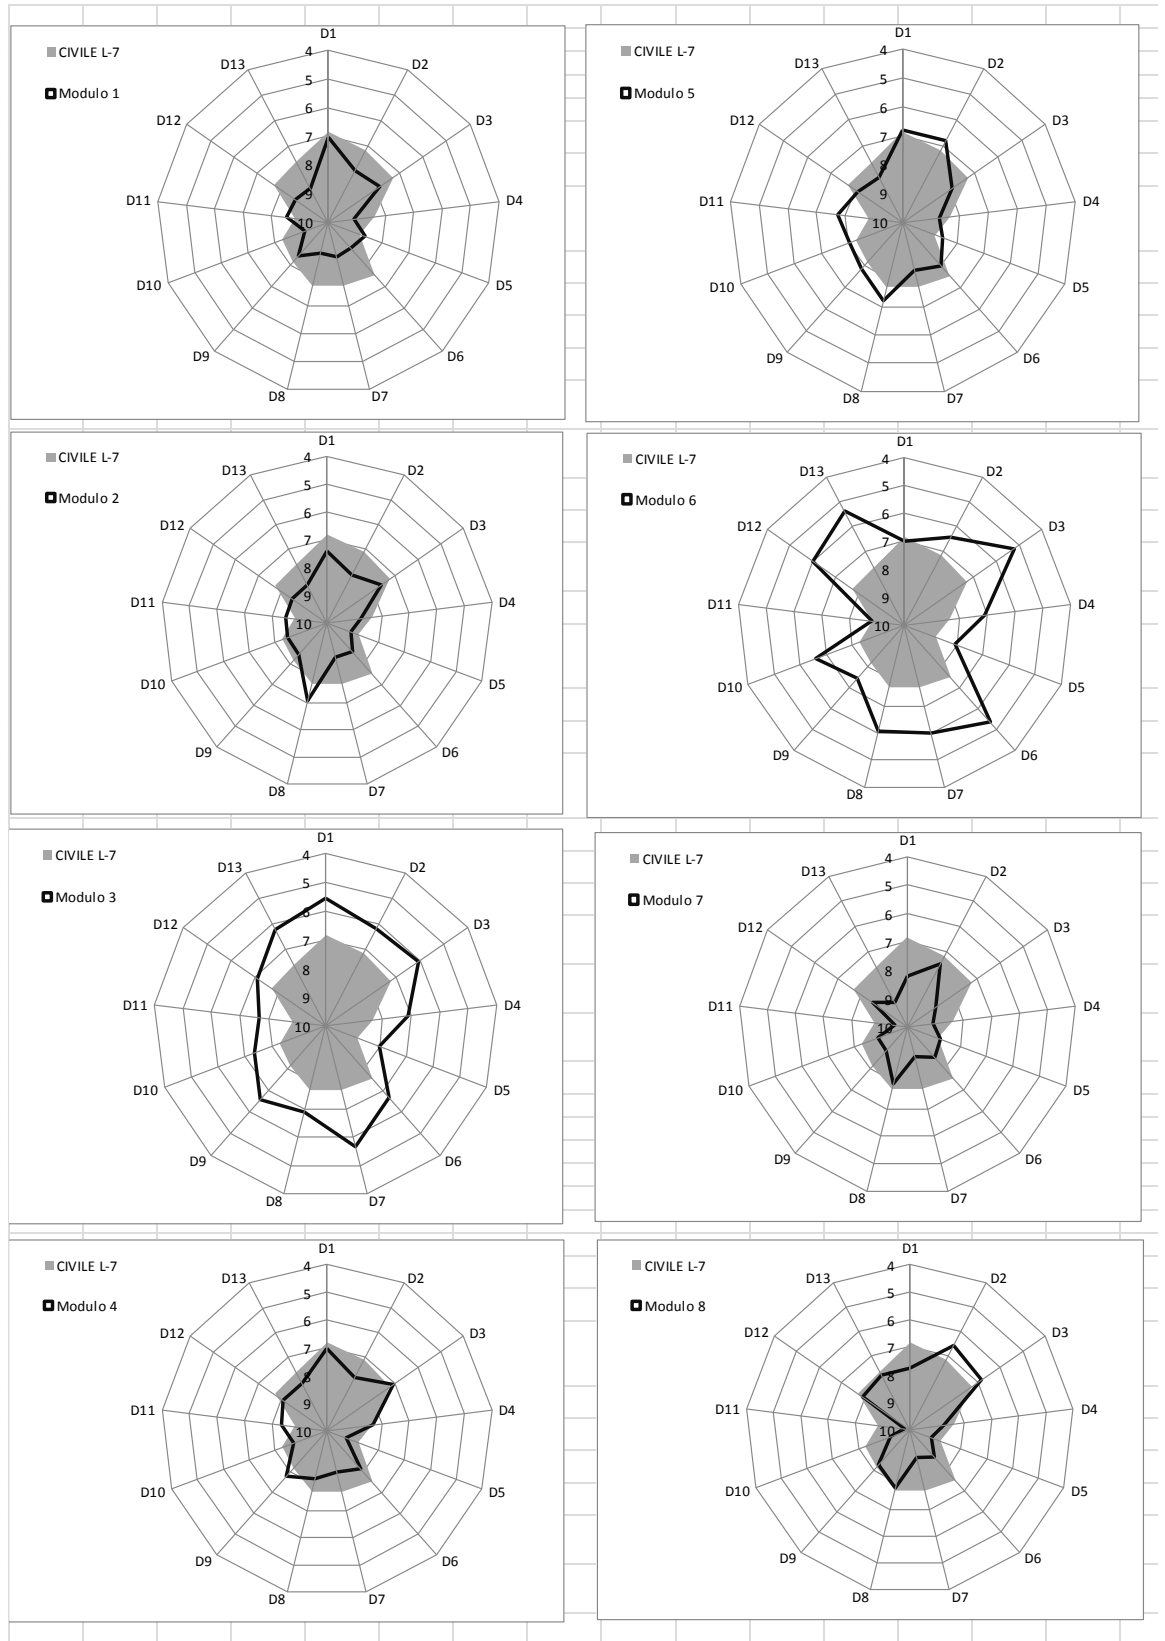 D1
CIVILE L-7
4
D13
D2
5
Modulo 1
6
D12
D3
7
8
9
D11
D4
10
D10
D5
D9
D6
D8
D7
D1
CIVILE L-7
4
D13
D2
5
Modulo 5
6
D12
D3
7
8
9
D11
D4
10
D10
D5
D9
D6
D8
D7
D1
CIVILE L-7
4
D13
D2
5
Modulo 2
6
D12
D3
7
8
9
D11
D4
10
D10
D5
D9
D6
D8
D7
D1
CIVILE L-7
4
D13
D2
5
Modulo 6
6
D12
D3
7
8
9
D11
D4
10
D10
D5
D9
D6
D8
D7
D1
CIVILE L-7
4
D13
D2
5
Modulo 3
6
D12
D3
7
8
9
D11
D4
10
D10
D5
D9
D6
D8
D7
D1
CIVILE L-7
4
D13
D2
5
Modulo 7
6
D12
D3
7
8
9
D11
D4
10
D10
D5
D9
D6
D8
D7
D1
CIVILE L-7
4
D13
D2
5
Modulo 4
6
D12
D3
7
8
9
D11
D4
10
D10
D5
D9
D6
D8
D7
D1
CIVILE L-7
4
D13
D2
5
Modulo 8
6
D12
D3
7
8
9
D11
D4
10
D10
D5
D9
D6
D8
D7